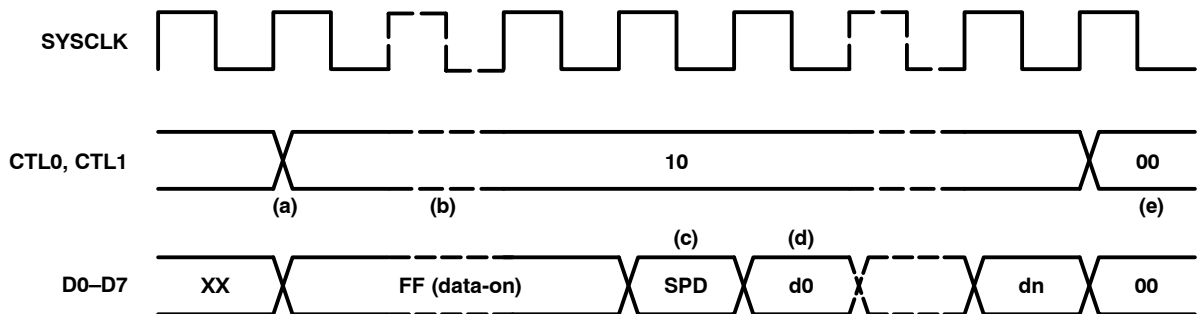 SYSCLK
CTL0, CTL1
10
00
(a)
(b)
(e)
(c)
(d)
D0–D7
XX
FF (data-on)
SPD
d0
dn
00